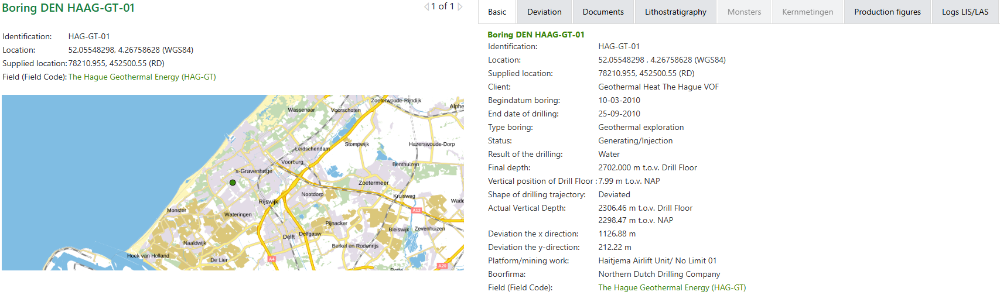 Boring DEN HAAG-GT-01
1 of 1
Identification: HAG-GT-01
Location: 52.05548298, 4.26758628 (WGS84)
Supplied location: 78210.955, 452500.55 (RD)
Field (Field Code): The Hague Geothermal Energy (HAG-GT)
Zoeterwoude-Rijndijk
Wassenaar
Voorschoten
Alphe
Stompwijk
Hazerswoude-Dorp
Leidschendam
Voorburg
Benthuizen
's-Gravenhage
Zoetermeer
Nootdorp
Kruisweg
Rijswijk
Wadd
Monster
A12
Wateringen
Pijnacker
Bleiswijk
Zevenhuizen
Delft
Delfgauw
Naaldwijk
Berkel en Rodenrijs
Hoek van Holland
De Lier
A4
A20
Rotte
Basic
Deviation
Documents
Lithostratigraphy
Monsters
Kernmetingen
Production figures
Logs LIS/LAS
Boring DEN HAAG-GT-01
Identification: HAG-GT-01
Location: 52.05548298 , 4.26758628 (WGS84)
Supplied location: 78210.955, 452500.55 (RD)
Client: Geothermal Heat The Hague VOF
Begindatum boring: 10-03-2010
End date of drilling: 25-09-2010
Type boring: Geothermal exploration
Status: Generating/Injection
Result of the drilling: Water
Final depth: 2702.000 m t.o.v. Drill Floor
Vertical position of Drill Floor : 7.99 m t.o.v. NAP
Shape of drilling trajectory: Deviated
Actual Vertical Depth: 2306.46 m t.o.v. Drill Floor
2298.47 m t.o.v. NAP
Deviation the x direction: 1126.88 m
Deviation the y-direction: 212.22 m
Platform/mining work: Haitjema Airlift Unit/ No Limit 01
Boorfirma: Northern Dutch Drilling Company
Field (Field Code): The Hague Geothermal Energy (HAG-GT)